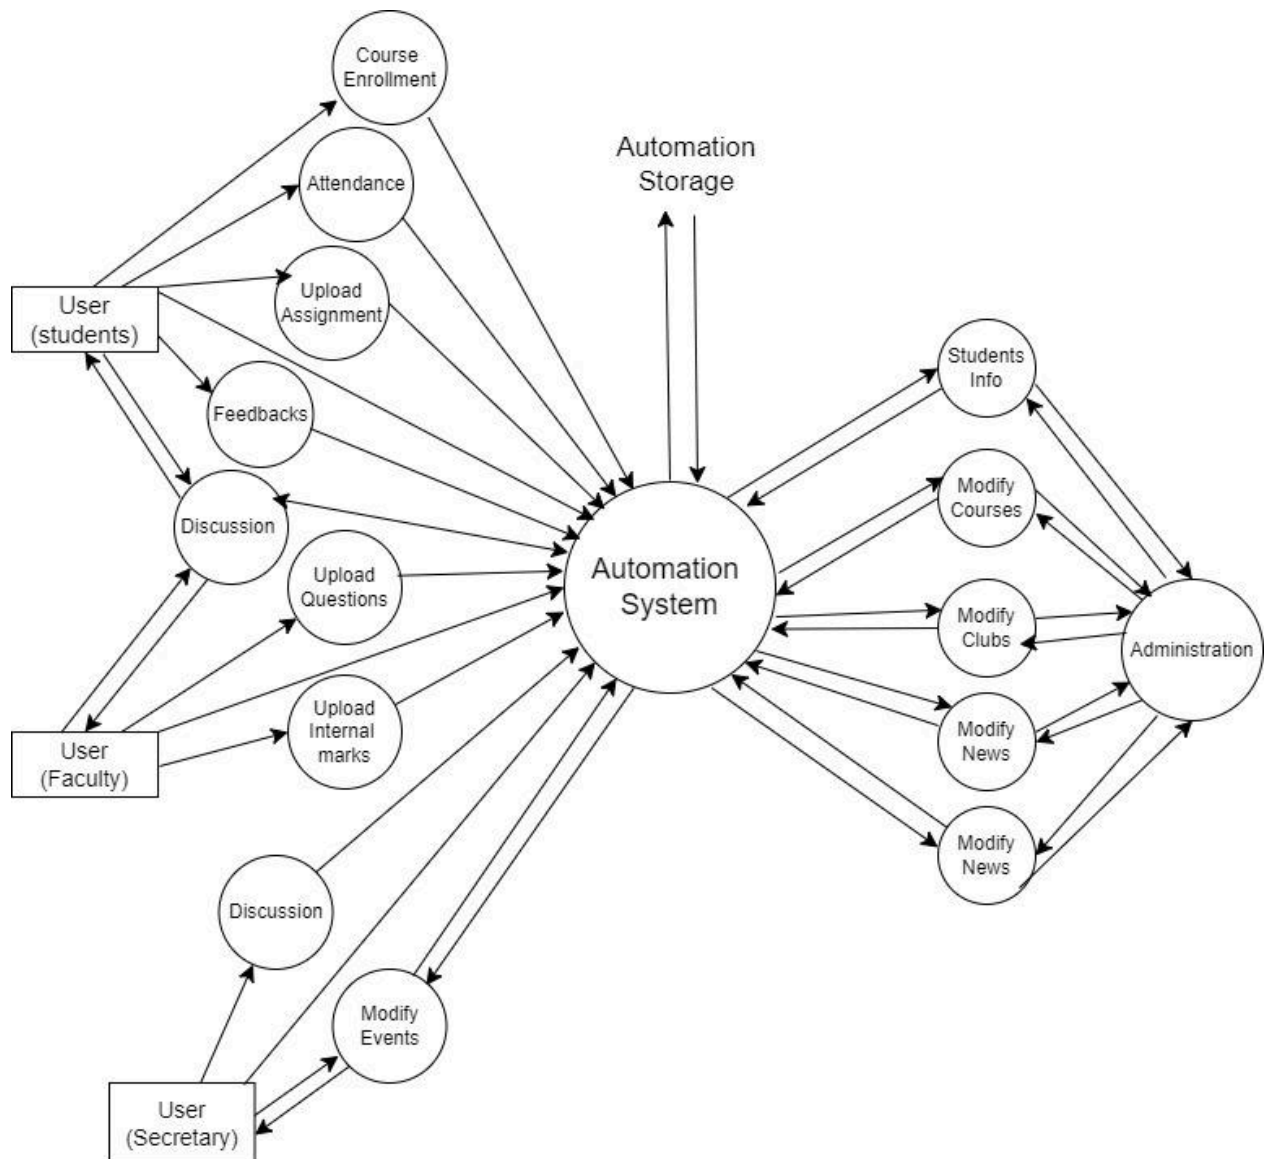 Course
Enrollment
Automation
Storage
Attendance
Upload
Assignment
User
(students)
Students
Info
Feedbacks
Discussion
Modify
Courses
Upload
Questions
Automation
System
Modify
Clubs
Administration
Upload
Internal
marks
User
(Faculty)
Modify
News
Modify
News
Discussion
Modify
Events
User
(Secretary)